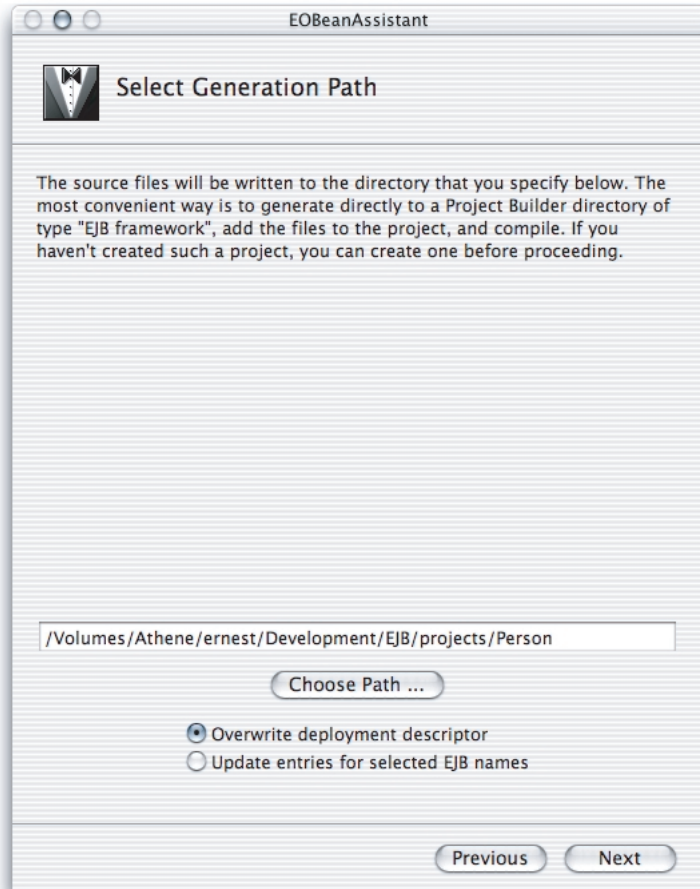 EOBeanAssistant
Select Generation Path
The source files will be written to the directory that you specify below. The
most convenient way is to generate directly to a Project Builder directory of
type "EJB framework", add the files to the project, and compile. If you
haven't created such a project, you can create one before proceeding.
/Volumes/Athene/ernest/Development/EJB/projects/Person
Choose Path ...
Overwrite deployment descriptor
Update entries for selected EJB names
Previous
Next